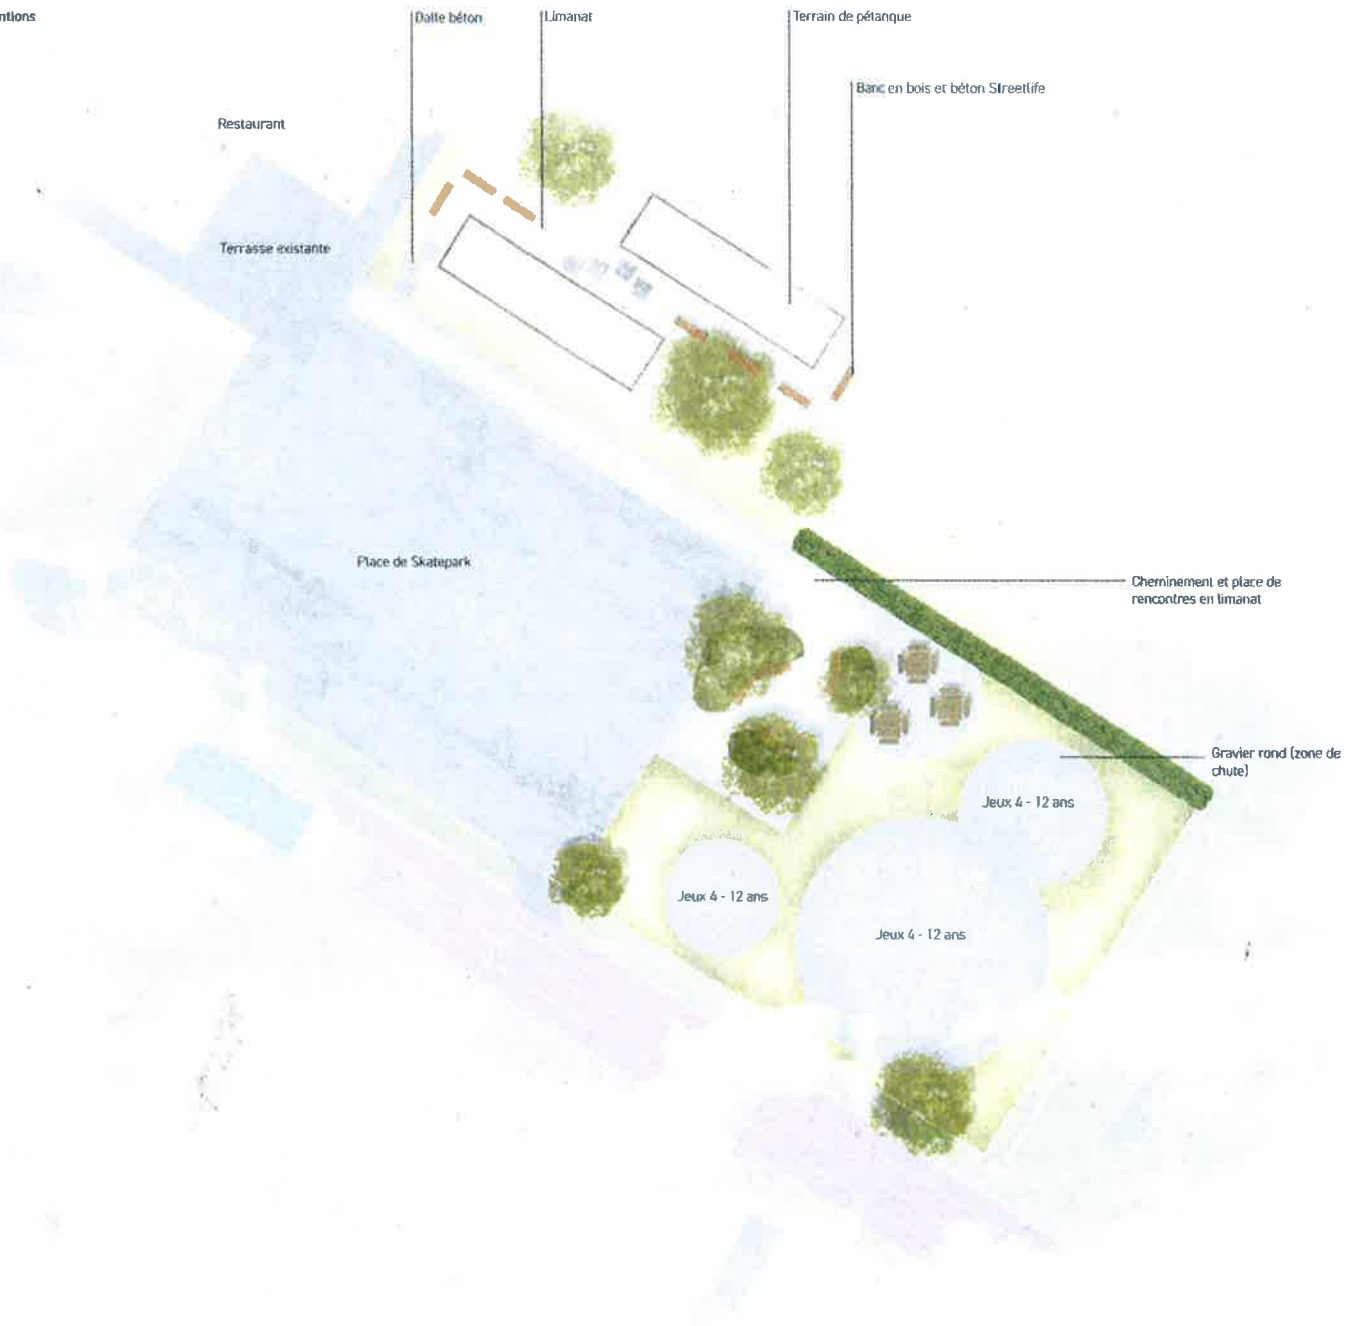 ntions
Dalle béton
Limanat
Terrain de pétanque
Banc en bois et béton Streetlife
Restaurant
Terrasse existante
Place de Skatepark
Cheminement et place de
rencontres en limanat
Gravier rond (zone de
chute)
Jeux 4 - 12 ans
Jeux 4 - 12 ans
Jeux 4 - 12 ans